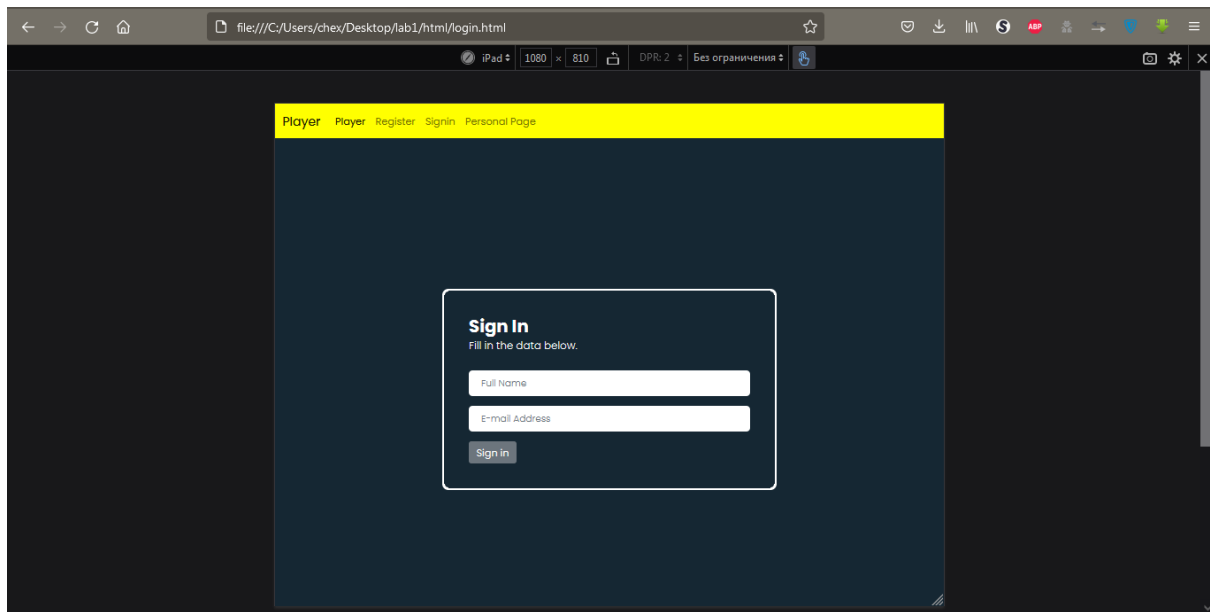 file:///C:/Users/chex/Desktop/lab1/html/login.html
ABP
iPad 1080 × 810 DPR: 2 Без ограничения
Player Player Register Signin Personal Page
Sign In
Fill in the data below.
Full Name
E-mail Address
Sign in